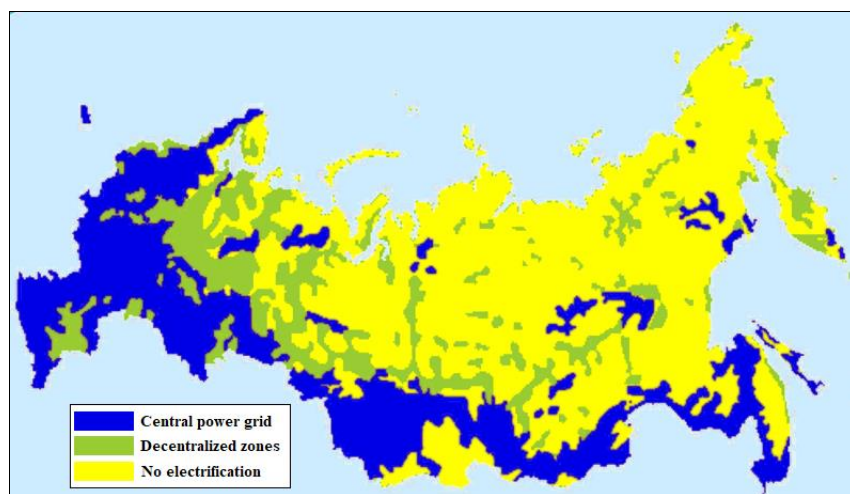 Central power grid
Decentralized zones
No electrification